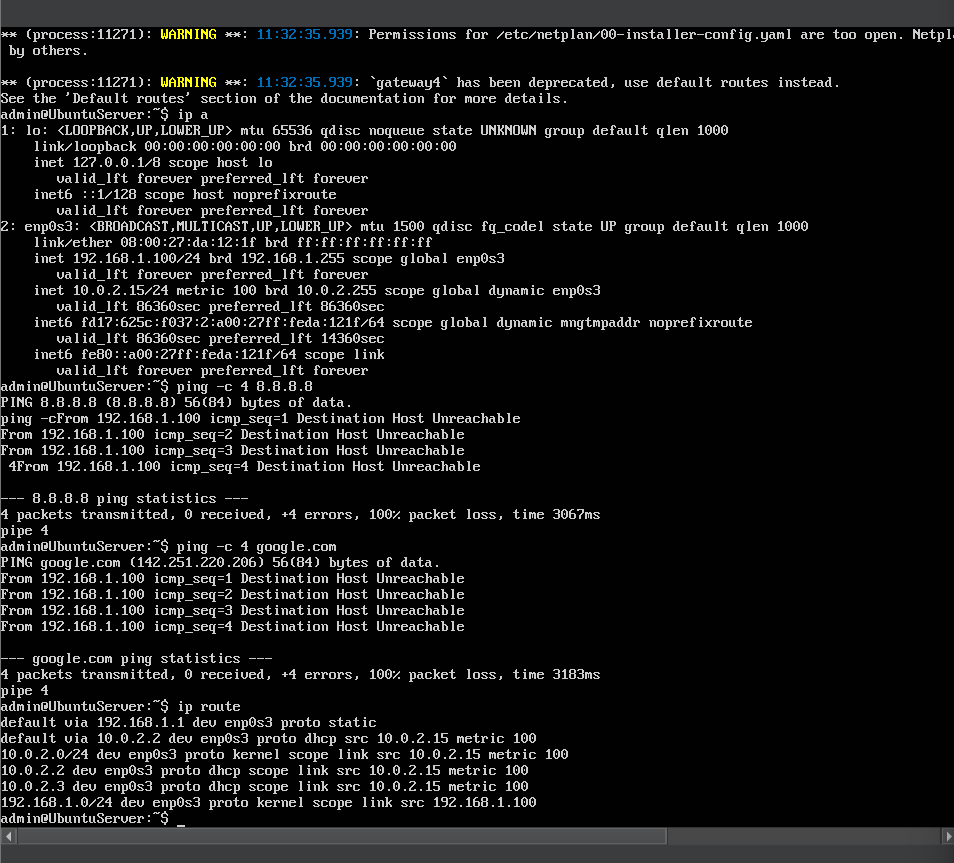 ** (process:11271): WARNING **: 11:32:35.939: Permissions for /etc/netplan/00-installer-config.yaml are too open. Netpl
 by others.
** (process:11271): WARNING **: 11:32:35.939: `gateway4` has been deprecated, use default routes instead.
See the 'Default routes' section of the documentation for more details.
admin@UbuntuServer:~$ ip a
1: lo: <LOOPBACK,UP,LOWER_UP> mtu 65536 qdisc noqueue state UNKNOWN group default qlen 1000
    link/loopback 00:00:00:00:00:00 brd 00:00:00:00:00:00
    inet 127.0.0.1/8 scope host lo
       valid_lft forever preferred_lft forever
    inet6 ::1/128 scope host noprefixroute
       valid_lft forever preferred_lft forever
2: enp0s3: <BROADCAST,MULTICAST,UP,LOWER_UP> mtu 1500 qdisc fq_codel state UP group default qlen 1000
    link/ether 08:00:27:da:12:1f brd ff:ff:ff:ff:ff:ff
    inet 192.168.1.100/24 brd 192.168.1.255 scope global enp0s3
       valid_lft forever preferred_lft forever
    inet 10.0.2.15/24 metric 100 brd 10.0.2.255 scope global dynamic enp0s3
       valid_lft 86360sec preferred_lft 86360sec
    inet6 fd17:625c:f037:2:a00:27ff:feda:121f/64 scope global dynamic mngtmpaddr noprefixroute
       valid_lft 86360sec preferred_lft 14360sec
    inet6 fe80::a00:27ff:feda:121f/64 scope link
       valid_lft forever preferred_lft forever
admin@UbuntuServer:~$ ping -c 4 8.8.8.8
PING 8.8.8.8 (8.8.8.8) 56(84) bytes of data.
ping -cFrom 192.168.1.100 icmp_seq=1 Destination Host Unreachable
From 192.168.1.100 icmp_seq=2 Destination Host Unreachable
From 192.168.1.100 icmp_seq=3 Destination Host Unreachable
 4From 192.168.1.100 icmp_seq=4 Destination Host Unreachable
--- 8.8.8.8 ping statistics ---
4 packets transmitted, 0 received, +4 errors, 100% packet loss, time 3067ms
pipe 4
admin@UbuntuServer:~$ ping -c 4 google.com
PING google.com (142.251.220.206) 56(84) bytes of data.
From 192.168.1.100 icmp_seq=1 Destination Host Unreachable
From 192.168.1.100 icmp_seq=2 Destination Host Unreachable
From 192.168.1.100 icmp_seq=3 Destination Host Unreachable
From 192.168.1.100 icmp_seq=4 Destination Host Unreachable
--- google.com ping statistics ---
4 packets transmitted, 0 received, +4 errors, 100% packet loss, time 3183ms
pipe 4
admin@UbuntuServer:~$ ip route
default via 192.168.1.1 dev enp0s3 proto static
default via 10.0.2.2 dev enp0s3 proto dhcp src 10.0.2.15 metric 100
10.0.2.0/24 dev enp0s3 proto kernel scope link src 10.0.2.15 metric 100
10.0.2.2 dev enp0s3 proto dhcp scope link src 10.0.2.15 metric 100
10.0.2.3 dev enp0s3 proto dhcp scope link src 10.0.2.15 metric 100
192.168.1.0/24 dev enp0s3 proto kernel scope link src 192.168.1.100
admin@UbuntuServer:~$ _